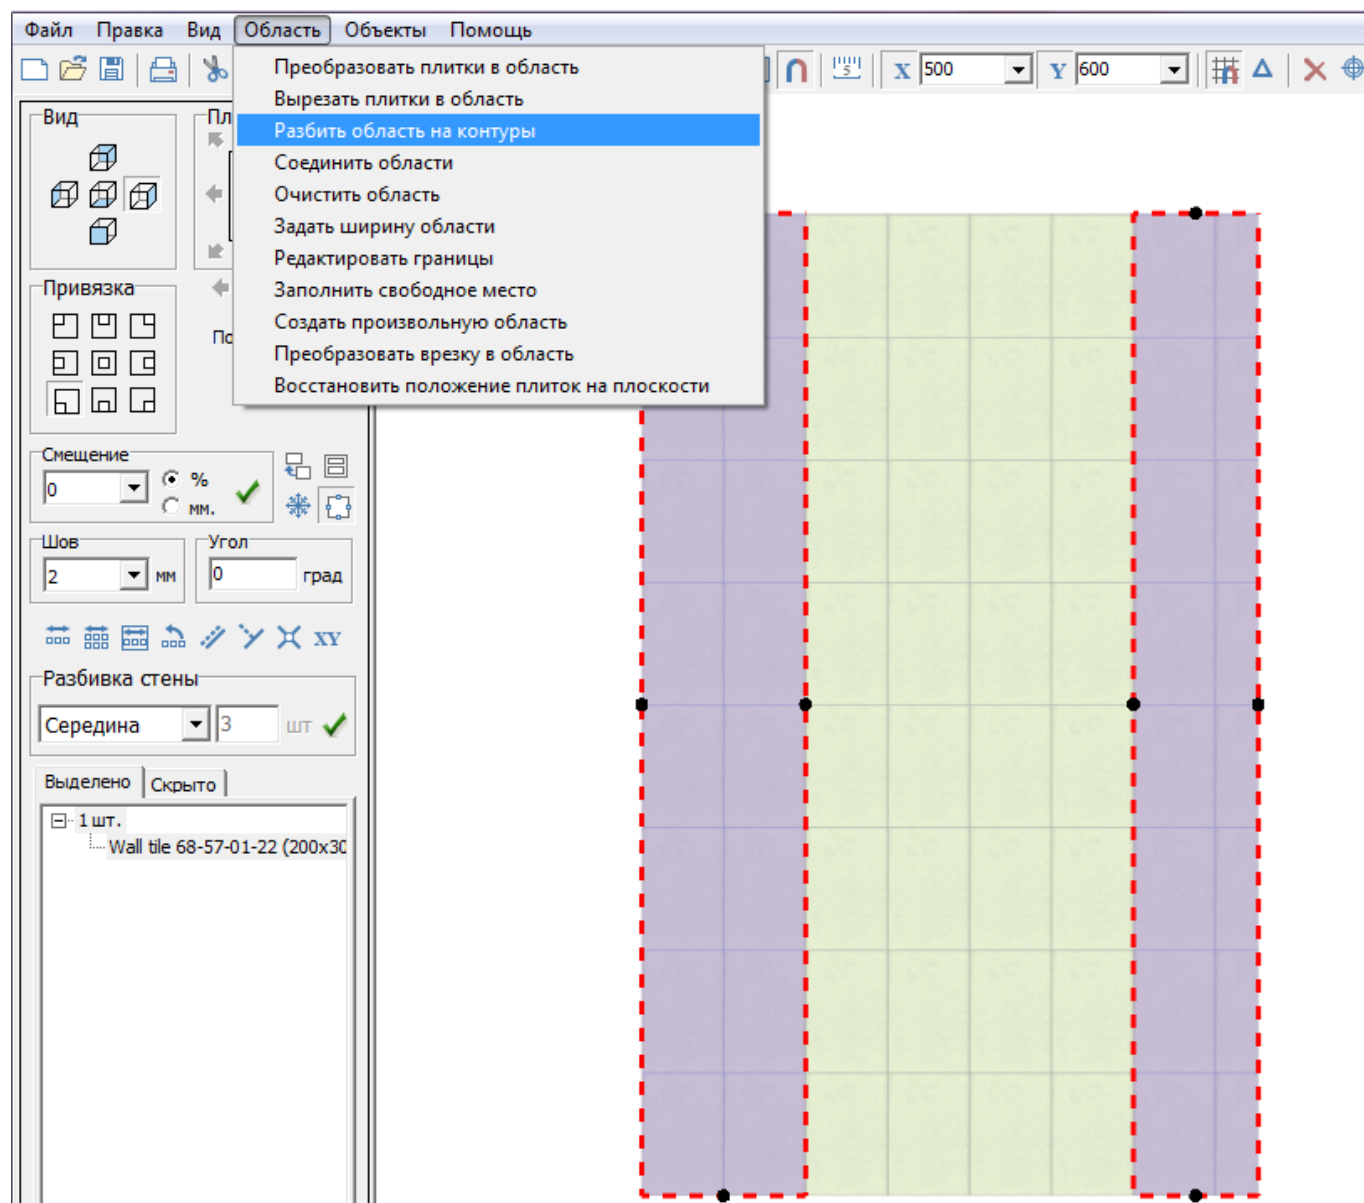 Файл Правка Вид Область Объекты Помощь
Преобразовать плитки в область
Вырезать плитки в область
Разбить область на контуры
Соединить области
Очистить область
Задать ширину области
Редактировать границы
Заполнить свободное место
Создать произвольную область
Преобразовать врезку в область
Восстановить положение плиток на плоскости
5 X 500 Y 600
Вид Пл
Привязка
По
Смещение
0 % мм.
Шов Угол
2 мм 0 град
XY
Разбивка стены
Середина 3 шт
Выделено Скрыто
1 шт.
Wall tile 68-57-01-22 (200x30